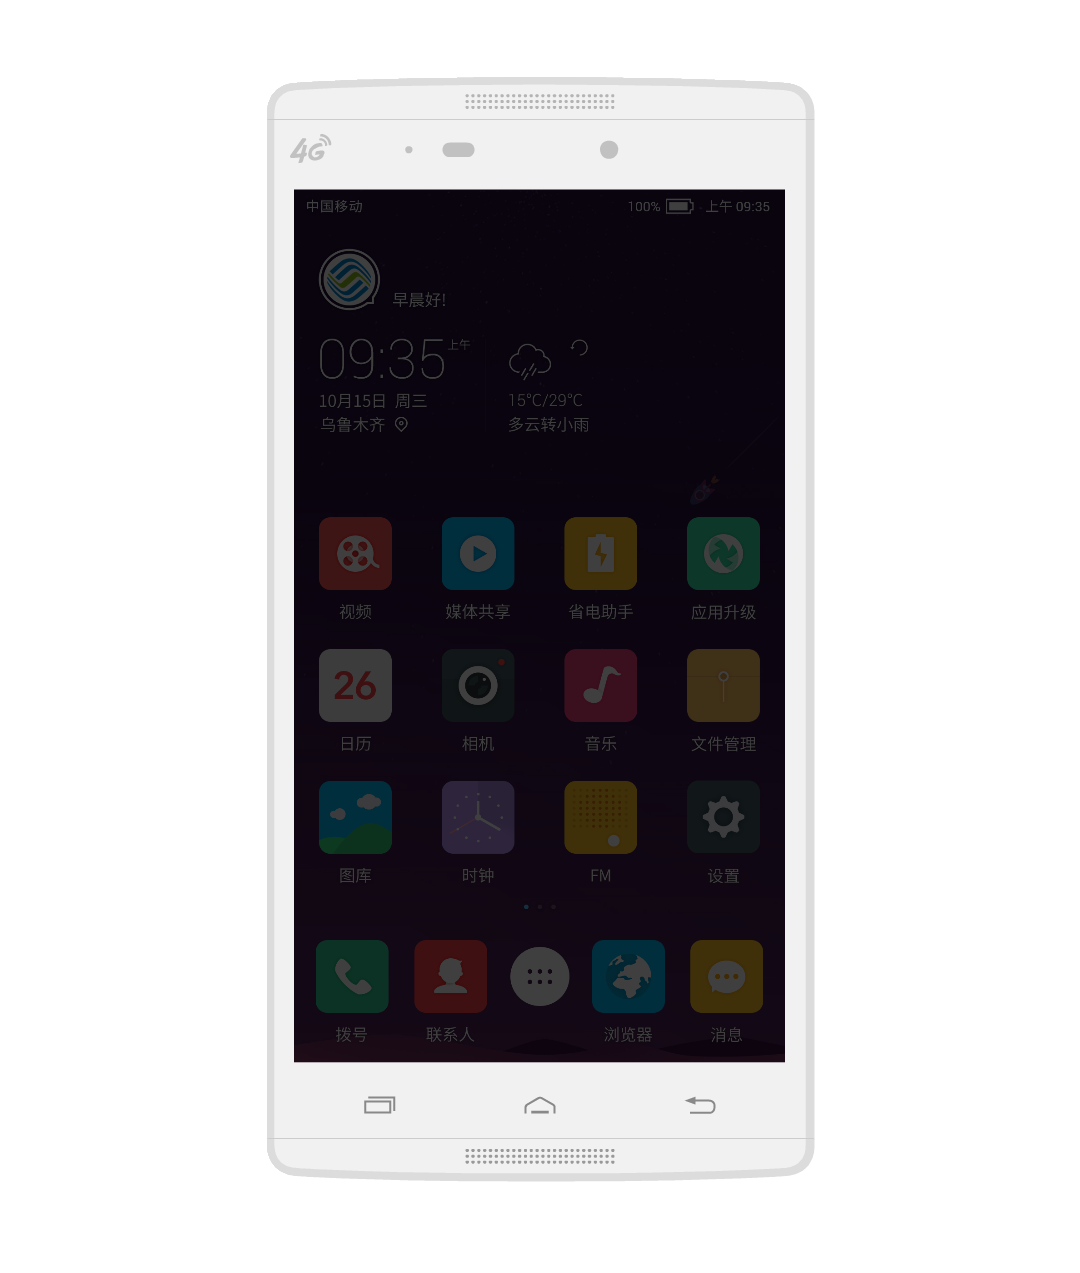 4G
中国移动 100% 上午 09:35
早晨好!
09:35 上午
10月15日 周三 15°C/29°C
乌鲁木齐 多云转小雨
视频 媒体共享 省电助手 应用升级
26
日历 相机 音乐 文件管理
图库 时钟 FM 设置
拨号 联系人 浏览器 消息